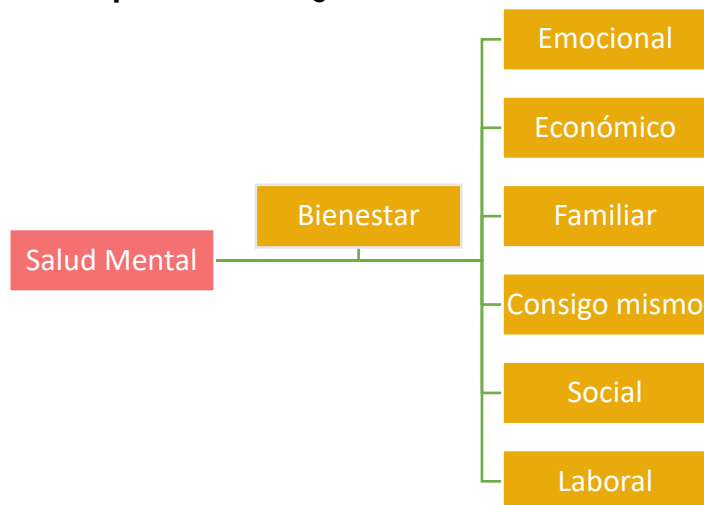 Salud Mental
Bienestar
Emocional
Económico
Familiar
Consigo mismo
Social
Laboral